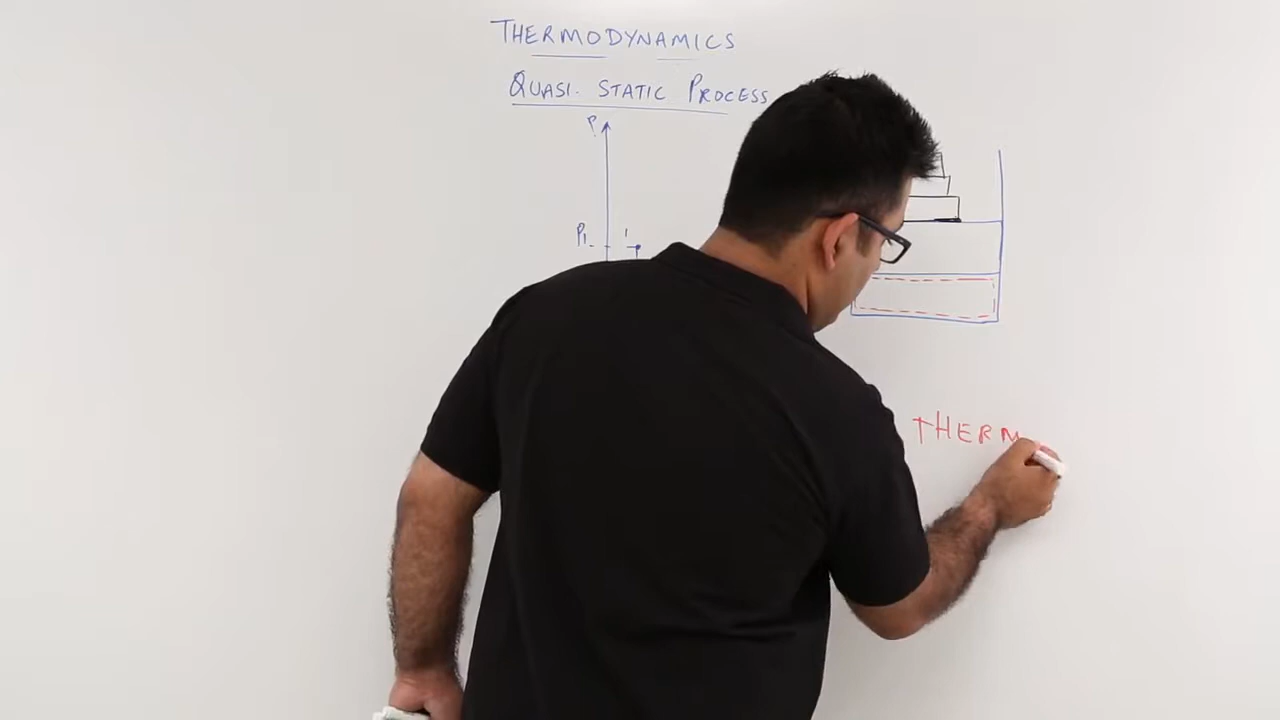 THERMODYNAMICS
QUASI. STATIC PROCESS
P
P1 1
THERM